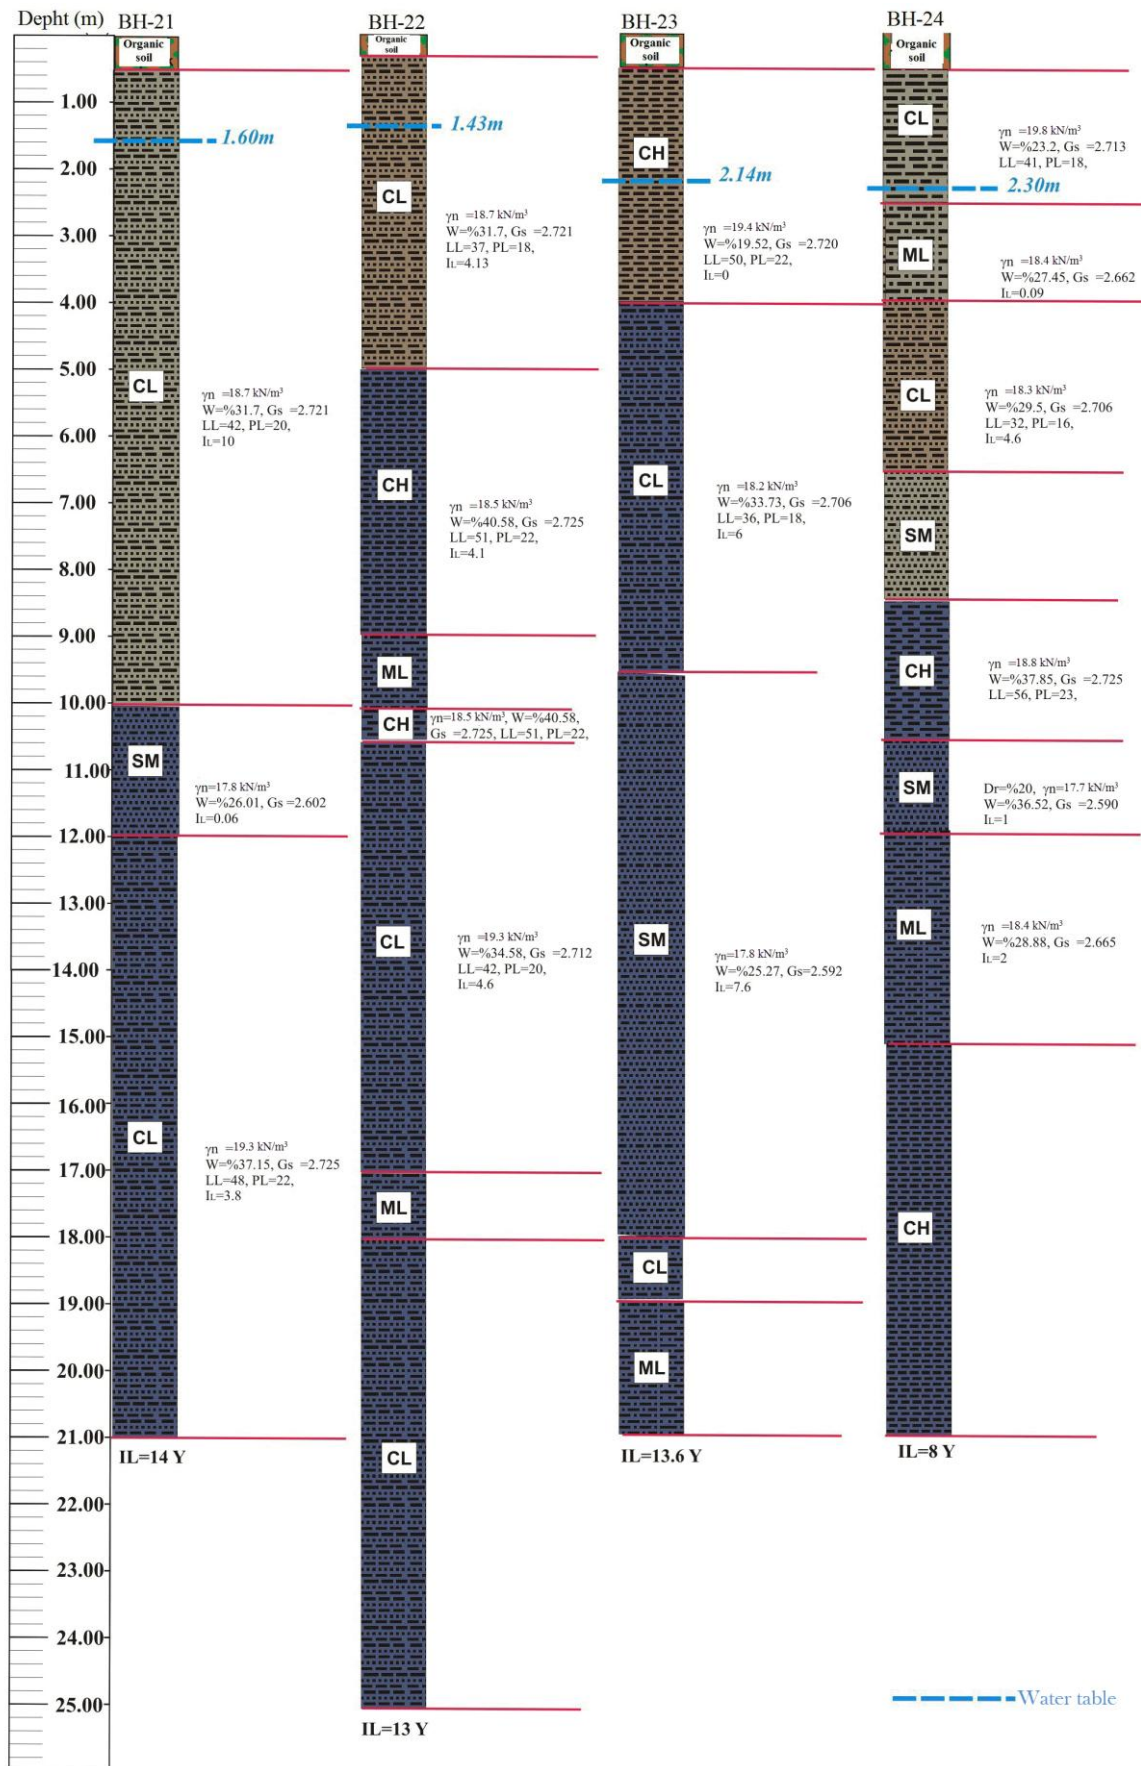 Depht (m)
BH-21
BH-22
BH-23
BH-24
1.00
2.00
3.00
4.00
5.00
6.00
7.00
8.00
9.00
10.00
11.00
12.00
13.00
14.00
15.00
16.00
17.00
18.00
19.00
20.00
21.00
22.00
23.00
24.00
25.00
Organic
soil
1.60m
CL
γn =18.7 kN/m³
W=%31.7, Gs =2.721
LL=42, PL=20,
IL=10
SM
γn=17.8 kN/m³
W=%26.01, Gs =2.602
IL=0.06
CL
γn =19.3 kN/m³
W=%37.15, Gs =2.725
LL=48, PL=22,
IL=3.8
IL=14 Y
Organic
soil
1.43m
CL
γn =18.7 kN/m³
W=%31.7, Gs =2.721
LL=37, PL=18,
IL=4.13
CH
γn =18.5 kN/m³
W=%40.58, Gs =2.725
LL=51, PL=22,
IL=4.1
ML
CH
γn=18.5 kN/m³, W=%40.58,
Gs =2.725, LL=51, PL=22,
CL
γn =19.3 kN/m³
W=%34.58, Gs =2.712
LL=42, PL=20,
IL=4.6
ML
CL
IL=13 Y
Organic
soil
CH
2.14m
γn =19.4 kN/m³
W=%19.52, Gs =2.720
LL=50, PL=22,
IL=0
CL
γn =18.2 kN/m³
W=%33.73, Gs =2.706
LL=36, PL=18,
IL=6
SM
γn=17.8 kN/m³
W=%25.27, Gs=2.592
IL=7.6
CL
ML
IL=13.6 Y
Organic
soil
CL
γn =19.8 kN/m³
W=%23.2, Gs =2.713
LL=41, PL=18,
2.30m
ML
γn =18.4 kN/m³
W=%27.45, Gs =2.662
IL=0.09
CL
γn =18.3 kN/m³
W=%29.5, Gs =2.706
LL=32, PL=16,
IL=4.6
SM
CH
γn =18.8 kN/m³
W=%37.85, Gs =2.725
LL=56, PL=23,
SM
Dr=%20, γn=17.7 kN/m³
W=%36.52, Gs =2.590
IL=1
ML
γn =18.4 kN/m³
W=%28.88, Gs =2.665
IL=2
CH
IL=8 Y
Water table